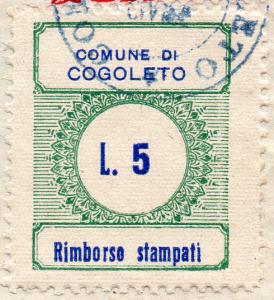 COMUNE DI
COGOLETO
L. 5
Rimborso stampati